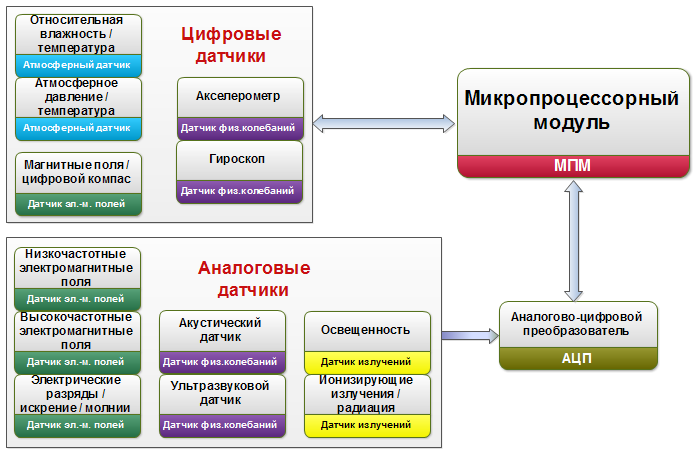 Цифровые
датчики
Относительная
влажность /
температура
Атмосферный датчик
Атмосферное
давление /
температура
Атмосферный датчик
Магнитные поля /
цифровой компас
Датчик эл.-м. полей
Акселерометр
Датчик физ.колебаний
Гироскоп
Датчик физ.колебаний
Микропроцессорный
модуль
МПМ
Аналоговые
датчики
Низкочастотные
электромагнитные
поля
Датчик эл.-м. полей
Высокочастотные
электромагнитные
поля
Датчик эл.-м. полей
Электрические
разряды /
искрение / молнии
Датчик эл.-м. полей
Акустический
датчик
Датчик физ.колебаний
Ультразвуковой
датчик
Датчик физ.колебаний
Освещенность
Датчик излучений
Ионизирующие
излучения /
радиация
Датчик излучений
Аналогово-цифровой
преобразователь
АЦП